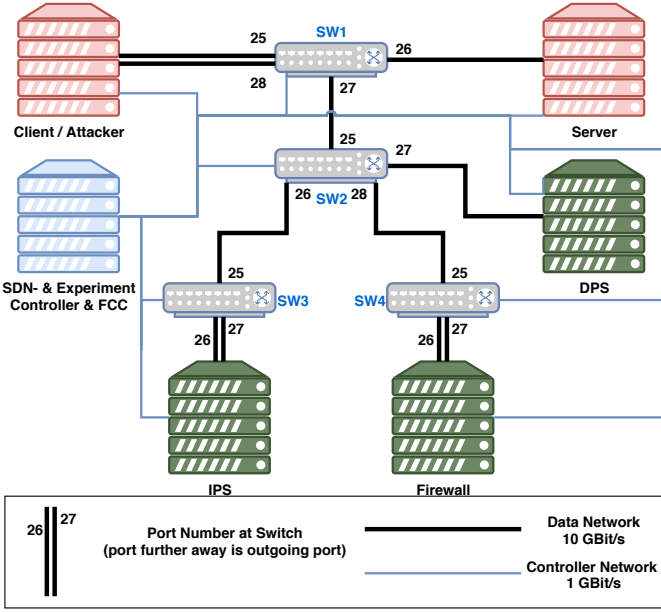 SW1
25
26
28
27
Client / Attacker
Server
25
27
26
28
SW2
SDN- & Experiment
Controller & FCC
DPS
25
25
SW3
SW4
26
27
26
27
IPS
Firewall
26
27
Port Number at Switch
(port further away is outgoing port)
Data Network
10 GBit/s
Controller Network
1 GBit/s